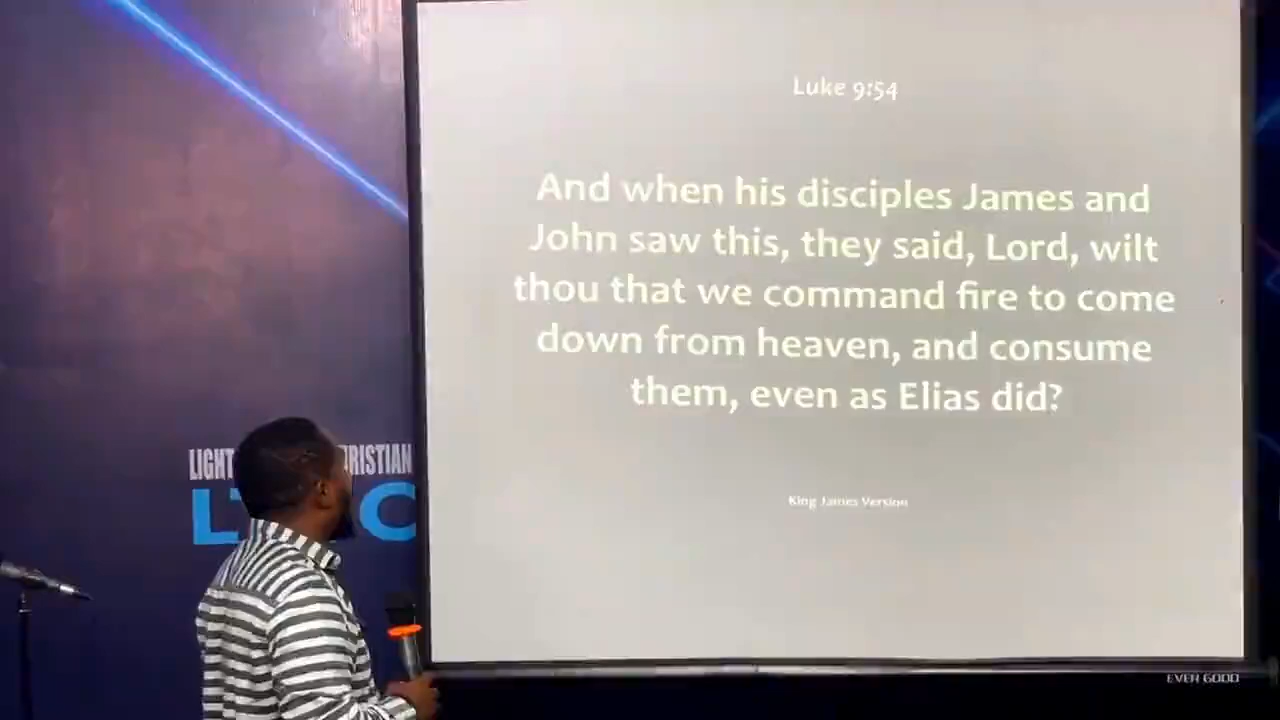 Luke 9:54
And when his disciples James and
John saw this, they said, Lord, wilt
thou that we command fire to come
down from heaven, and consume
them, even as Elias did?
King James Version
LIGHT
EVER GOOD